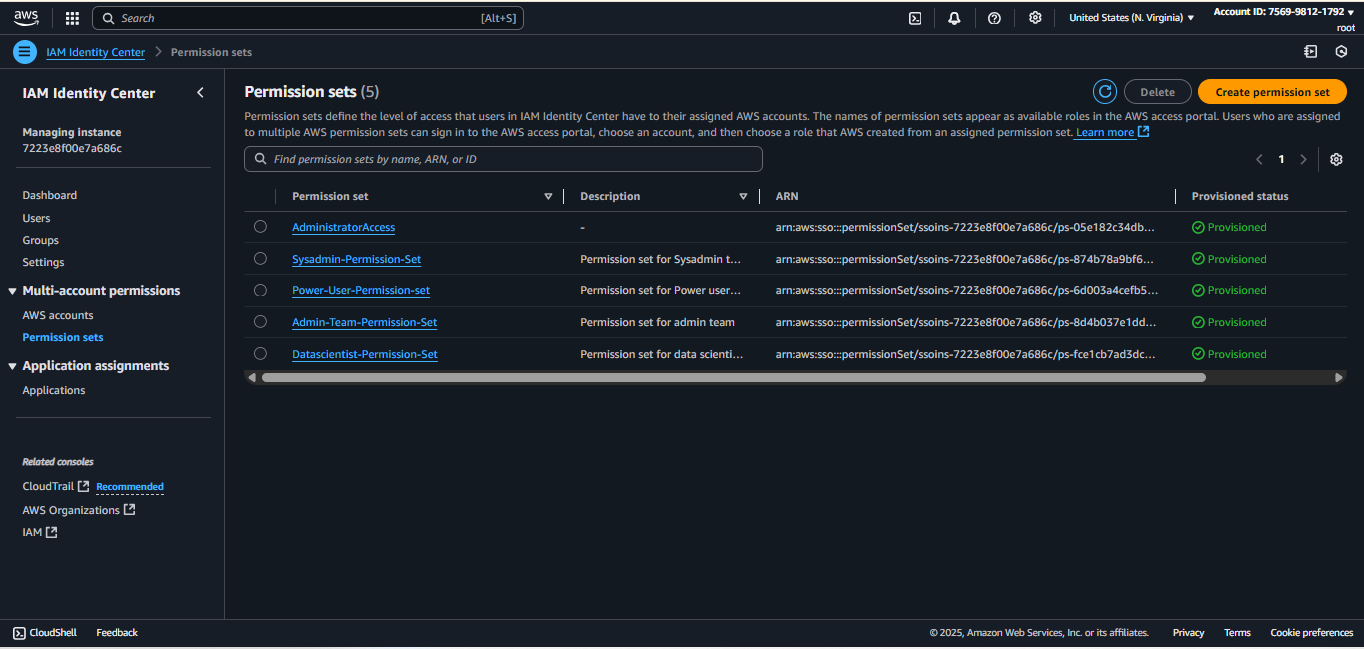 aws Search [Alt+S] United States (N. Virginia) Account ID: 7569-9812-1792
root
IAM Identity Center Permission sets
IAM Identity Center
Managing instance
7223e8f00e7a686c
Dashboard
Users
Groups
Settings
Multi-account permissions
AWS accounts
Permission sets
Application assignments
Applications
Related consoles
CloudTrail Recommended
AWS Organizations
IAM
Permission sets (5) Delete Create permission set
Permission sets define the level of access that users in IAM Identity Center have to their assigned AWS accounts. The names of permission sets appear as available roles in the AWS access portal. Users who are assigned
to multiple AWS permission sets can sign in to the AWS access portal, choose an account, and then choose a role that AWS created from an assigned permission set. Learn more
Find permission sets by name, ARN, or ID 1
Permission set Description ARN Provisioned status
AdministratorAccess - arn:aws:sso:::permissionSet/ssoins-7223e8f00e7a686c/ps-05e182c34db... Provisioned
Sysadmin-Permission-Set Permission set for Sysadmin t... arn:aws:sso:::permissionSet/ssoins-7223e8f00e7a686c/ps-874b78a9bf6... Provisioned
Power-User-Permission-set Permission set for Power user... arn:aws:sso:::permissionSet/ssoins-7223e8f00e7a686c/ps-6d003a4cefb5... Provisioned
Admin-Team-Permission-Set Permission set for admin team arn:aws:sso:::permissionSet/ssoins-7223e8f00e7a686c/ps-8d4b037e1dd... Provisioned
Datascientist-Permission-Set Permission set for data scienti... arn:aws:sso:::permissionSet/ssoins-7223e8f00e7a686c/ps-fce1cb7ad3dc... Provisioned
CloudShell Feedback © 2025, Amazon Web Services, Inc. or its affiliates. Privacy Terms Cookie preferences